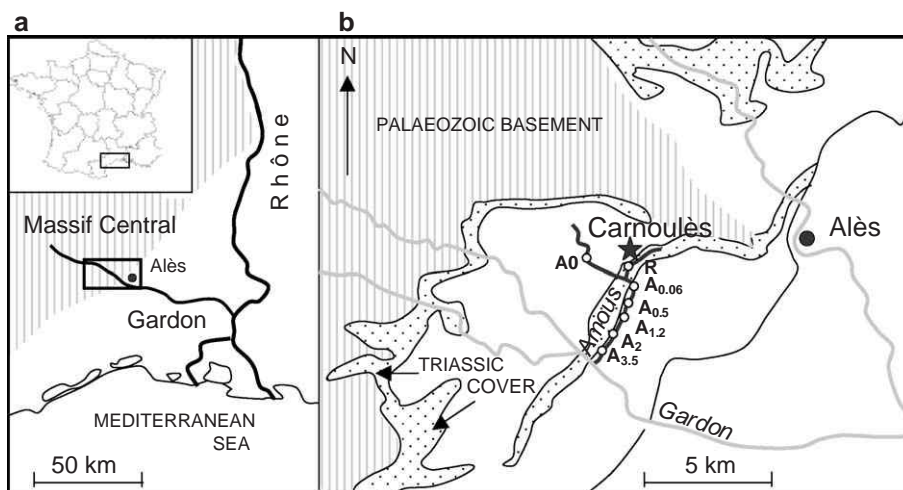 a
Massif Central
Alès
Gardon
Rhône
MEDITERRANEAN
SEA
50 km
b
N
PALAEOZOIC BASEMENT
Carnoulès
Alès
A0
R
A0.06
A0.5
A1.2
A2
A3.5
Amous
TRIASSIC
COVER
Gardon
5 km